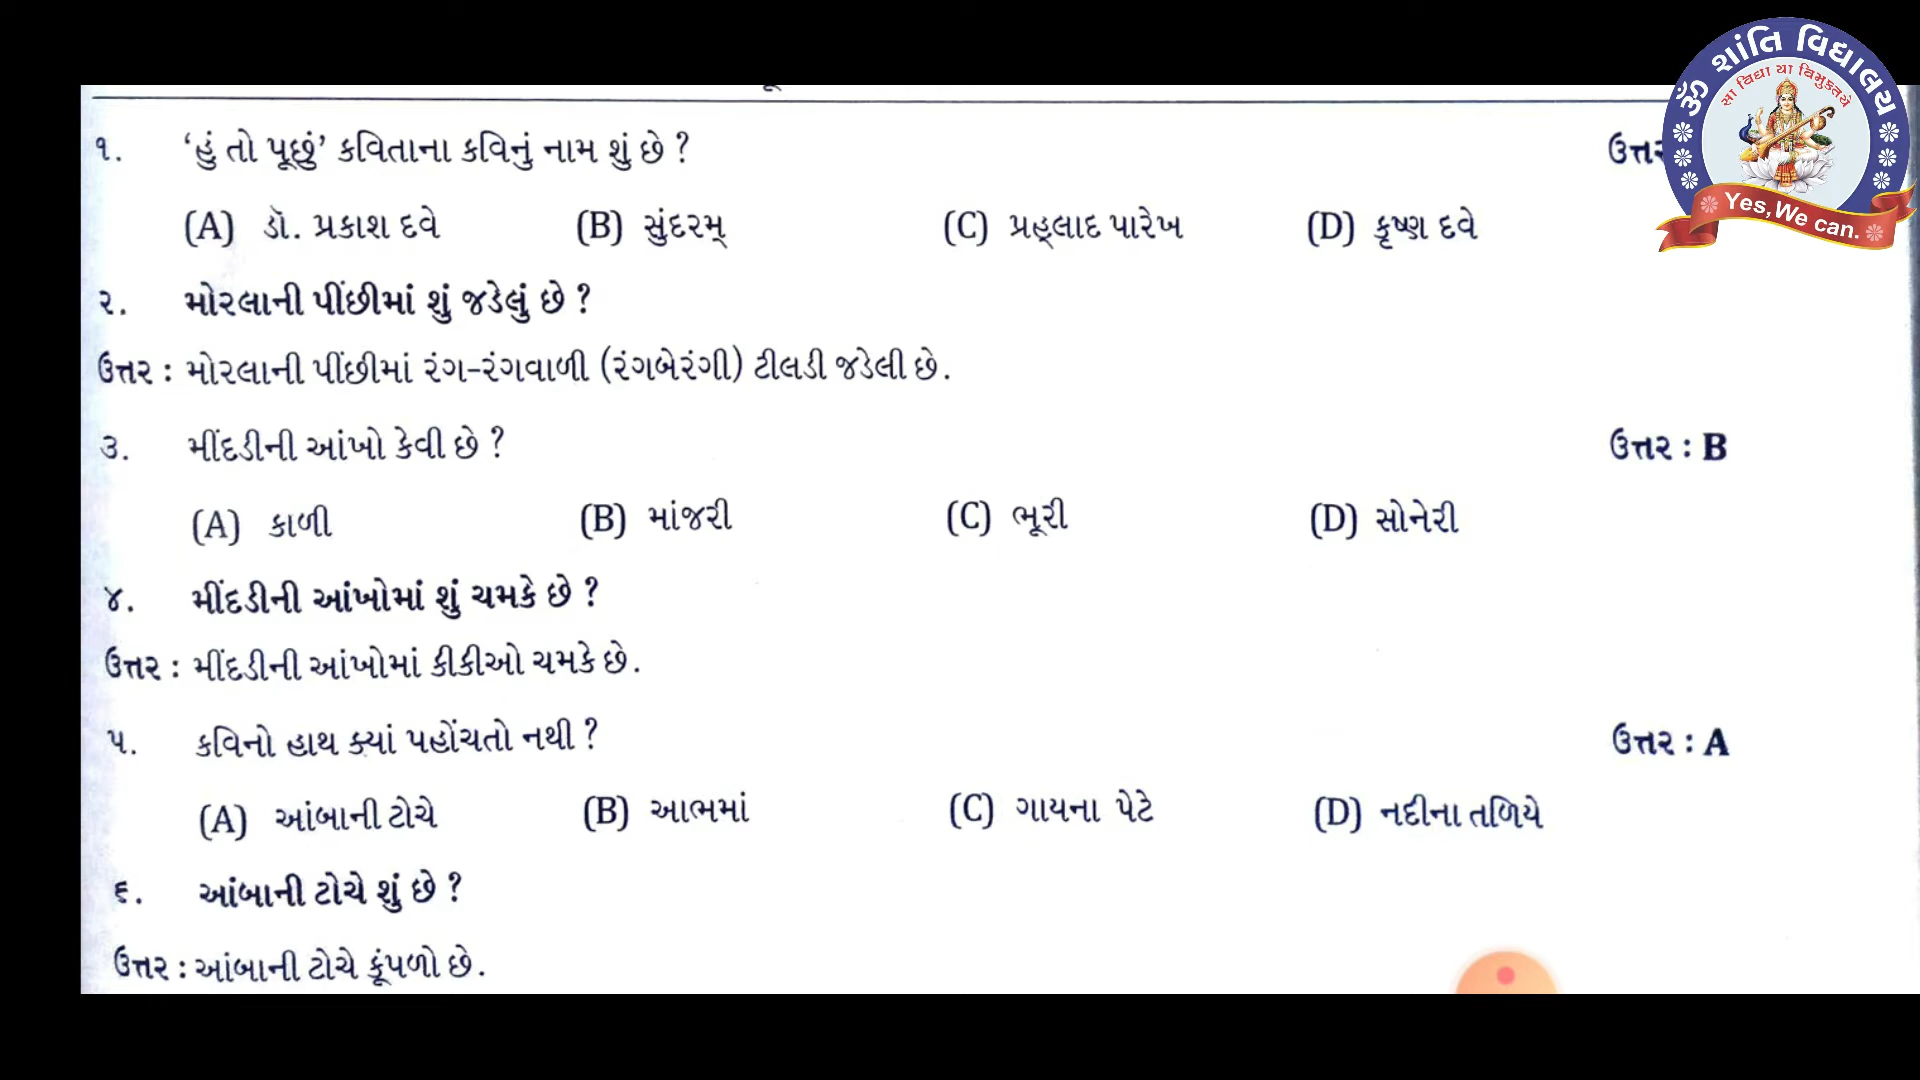 ૐ શાંતિ વિદ્યાલય
સા વિદ્યા યા વિમુક્તયે
Yes, We can.
૧. ‘હું તો પૂછું’ કવિતાના કવિનું નામ શું છે ?
(A) ડૉ. પ્રકાશ દવે (B) સુંદરમ્ (C) પ્રહ્લાદ પારેખ (D) કૃષ્ણ દવે
૨. મોરલાની પીંછીમાં શું જડેલું છે ?
ઉત્તર : મોરલાની પીંછીમાં રંગ-રંગવાળી (રંગબેરંગી) ટીલડી જડેલી છે.
૩. મીંદડીની આંખો કેવી છે ? ઉત્તર : B
(A) કાળી (B) માંજરી (C) ભૂરી (D) સોનેરી
૪. મીંદડીની આંખોમાં શું ચમકે છે ?
ઉત્તર : મીંદડીની આંખોમાં કીકીઓ ચમકે છે.
૫. કવિનો હાથ ક્યાં પહોંચતો નથી ? ઉત્તર : A
(A) આંબાની ટોચે (B) આભમાં (C) ગાયના પેટે (D) નદીના તળિયે
૬. આંબાની ટોચે શું છે ?
ઉત્તર : આંબાની ટોચે કૂંપળો છે.